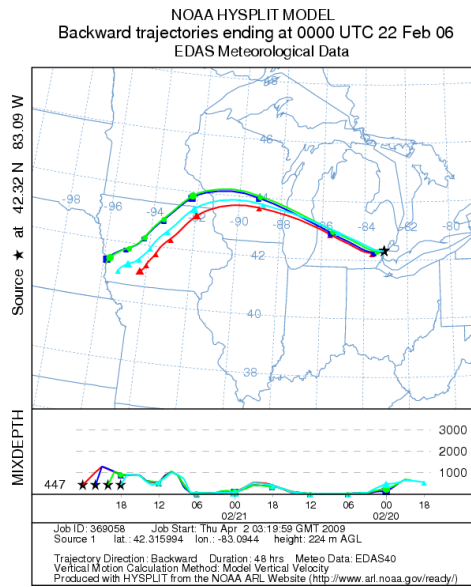 NOAA HYSPLIT MODEL
Backward trajectories ending at 0000 UTC 22 Feb 06
EDAS Meteorological Data
Source ★ at 42.32 N 83.09 W
48
46
-98
-96
-94
-92
-90
-88
-86
-84
-82
-80
44
42
40
38
MIXDEPTH
3000
2000
1000
447
18 12 06 00 18 12 06 00 18
02/21 02/20
Job ID: 369058 Job Start: Thu Apr 2 03:19:59 GMT 2009
Source 1 lat.: 42.315994 lon.: -83.0944 height: 224 m AGL
Trajectory Direction: Backward Duration: 48 hrs Meteo Data: EDAS40
Vertical Motion Calculation Method: Model Vertical Velocity
Produced with HYSPLIT from the NOAA ARL Website (http://www.arl.noaa.gov/ready/)